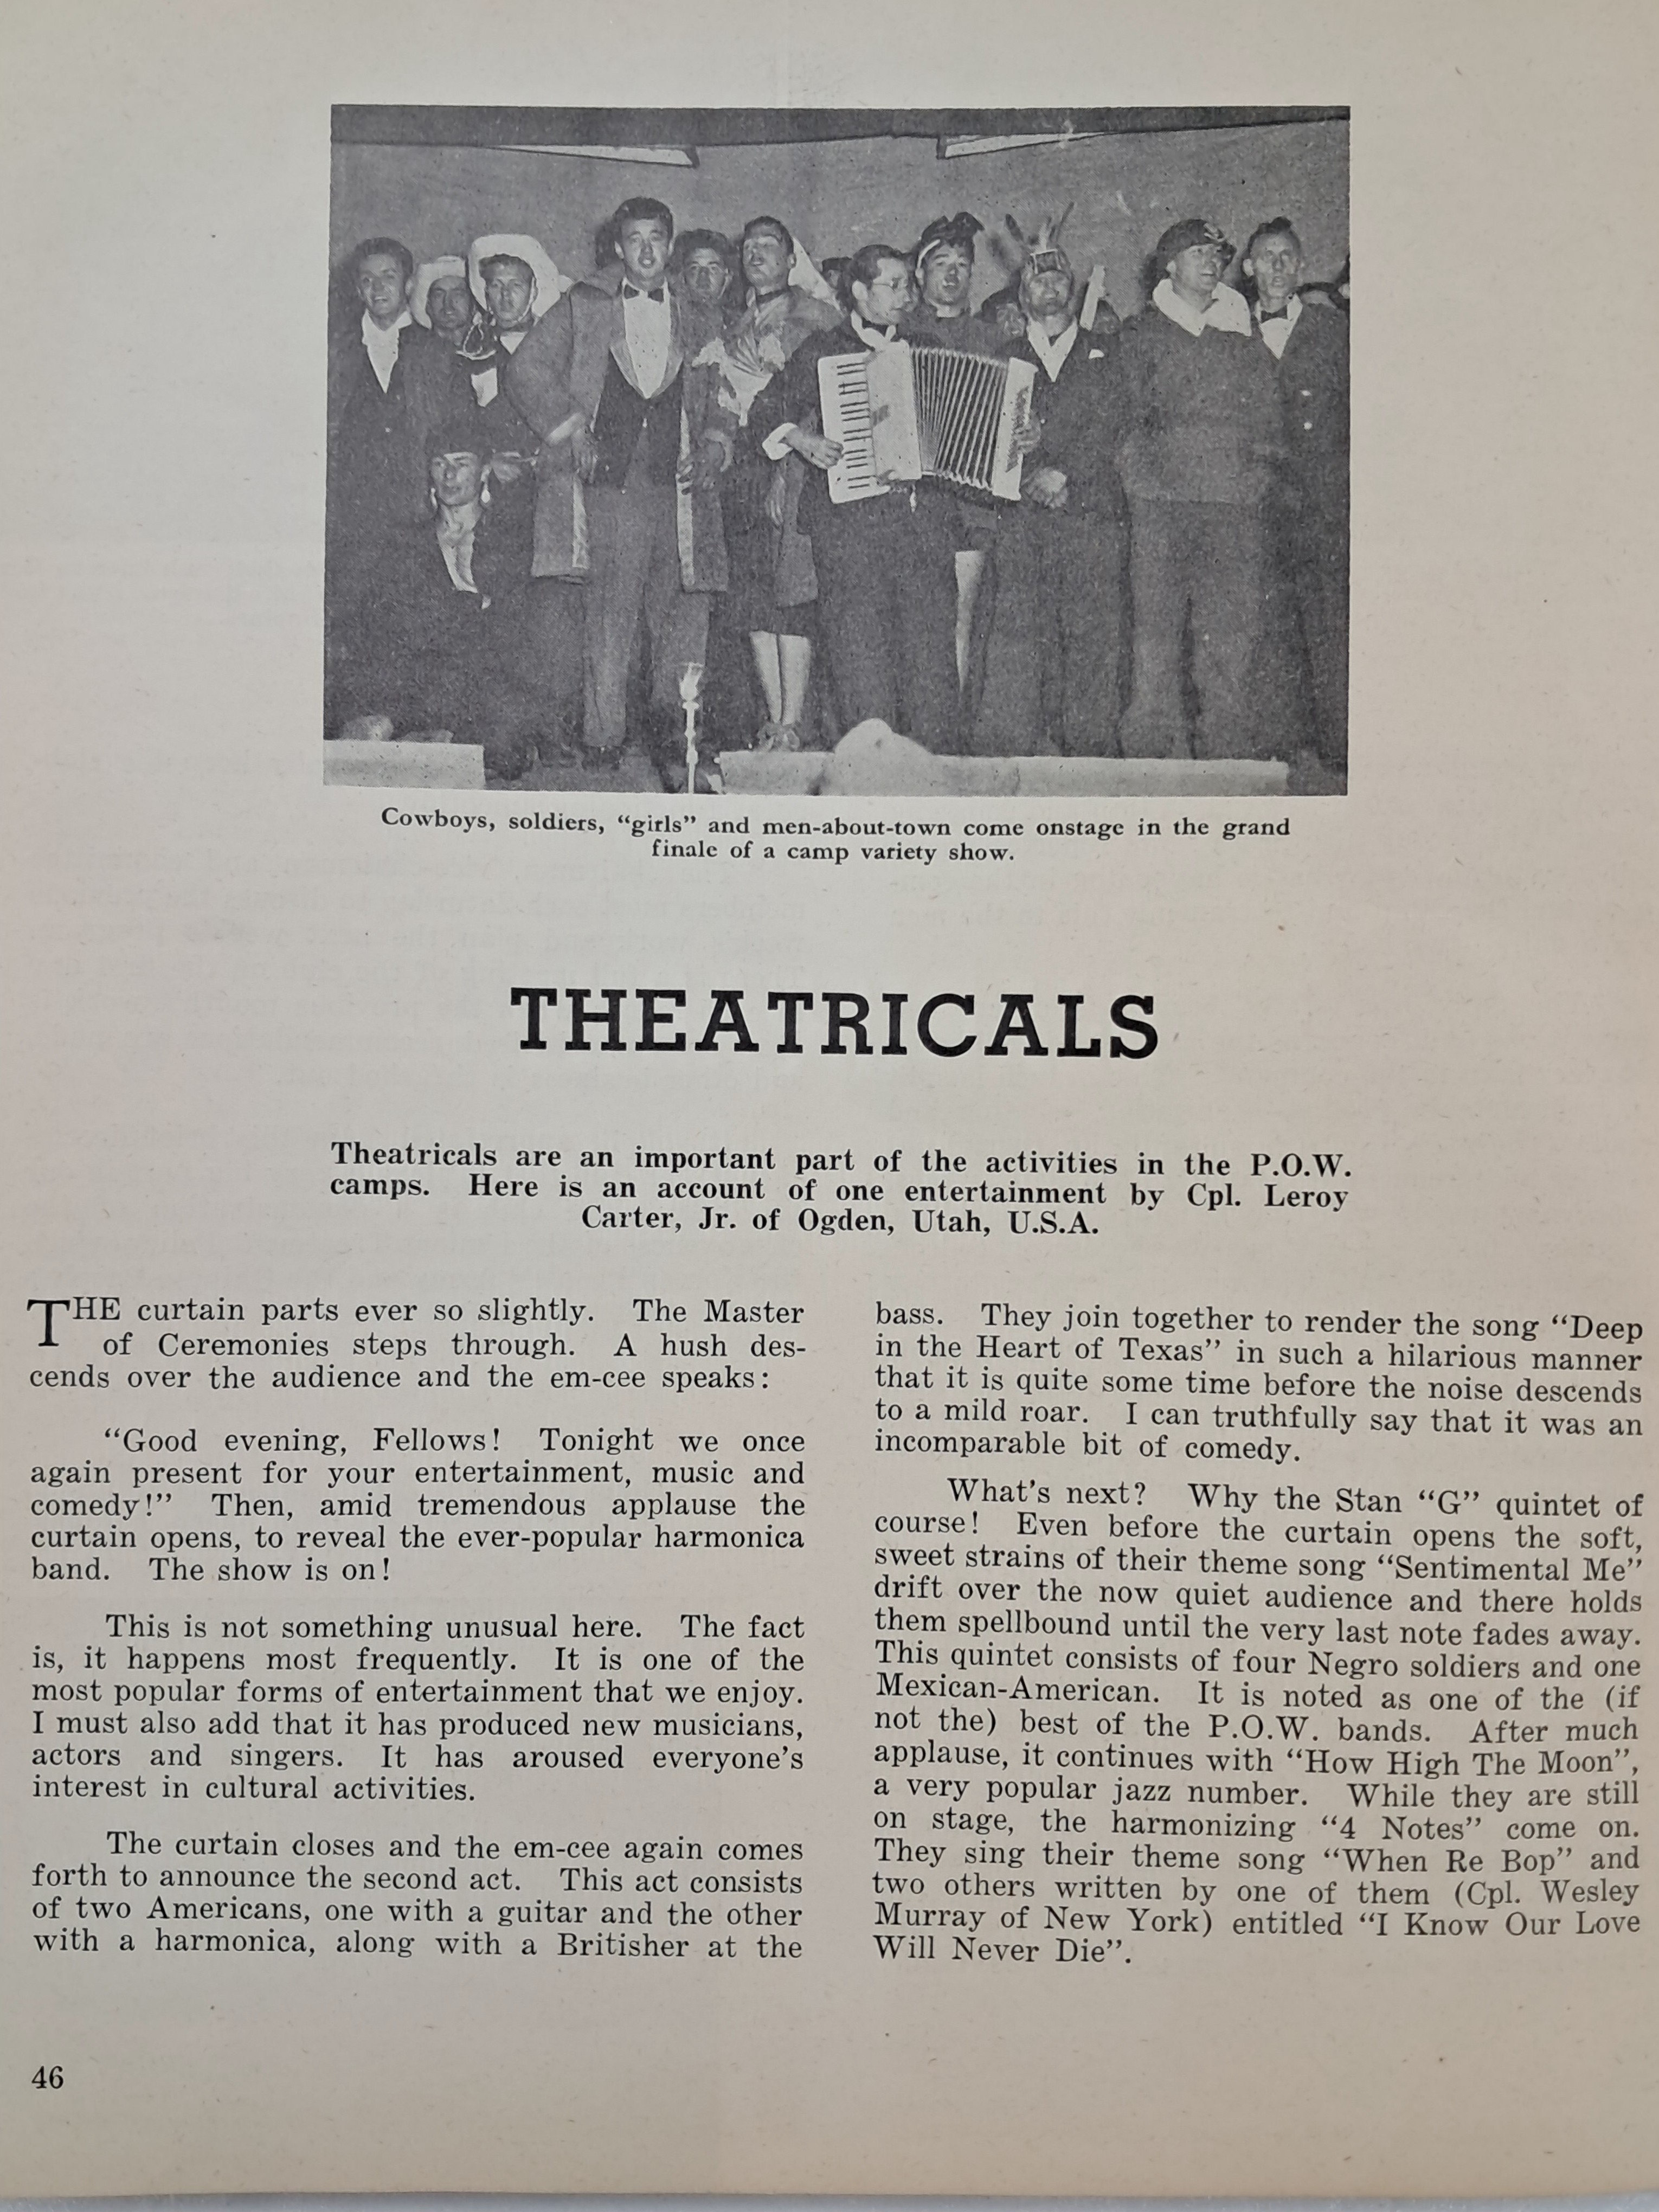 Cowboys, soldiers, “girls” and men-about-town come onstage in the grand
finale of a camp variety show.
THEATRICALS
Theatricals are an important part of the activities in the P.O.W.
camps. Here is an account of one entertainment by Cpl. Leroy
Carter, Jr. of Ogden, Utah, U.S.A.
THE curtain parts ever so slightly. The Master
of Ceremonies steps through. A hush des-
cends over the audience and the em-cee speaks:
“Good evening, Fellows! Tonight we once
again present for your entertainment, music and
comedy!” Then, amid tremendous applause the
curtain opens, to reveal the ever-popular harmonica
band. The show is on!
This is not something unusual here. The fact
is, it happens most frequently. It is one of the
most popular forms of entertainment that we enjoy.
I must also add that it has produced new musicians,
actors and singers. It has aroused everyone’s
interest in cultural activities.
The curtain closes and the em-cee again comes
forth to announce the second act. This act consists
of two Americans, one with a guitar and the other
with a harmonica, along with a Britisher at the
bass. They join together to render the song “Deep
in the Heart of Texas” in such a hilarious manner
that it is quite some time before the noise descends
to a mild roar. I can truthfully say that it was an
incomparable bit of comedy.
What’s next? Why the Stan “G” quintet of
course! Even before the curtain opens the soft,
sweet strains of their theme song “Sentimental Me”
drift over the now quiet audience and there holds
them spellbound until the very last note fades away.
This quintet consists of four Negro soldiers and one
Mexican-American. It is noted as one of the (if
not the) best of the P.O.W. bands. After much
applause, it continues with “How High The Moon”,
a very popular jazz number. While they are still
on stage, the harmonizing “4 Notes” come on.
They sing their theme song “When Re Bop” and
two others written by one of them (Cpl. Wesley
Murray of New York) entitled “I Know Our Love
Will Never Die”.
46